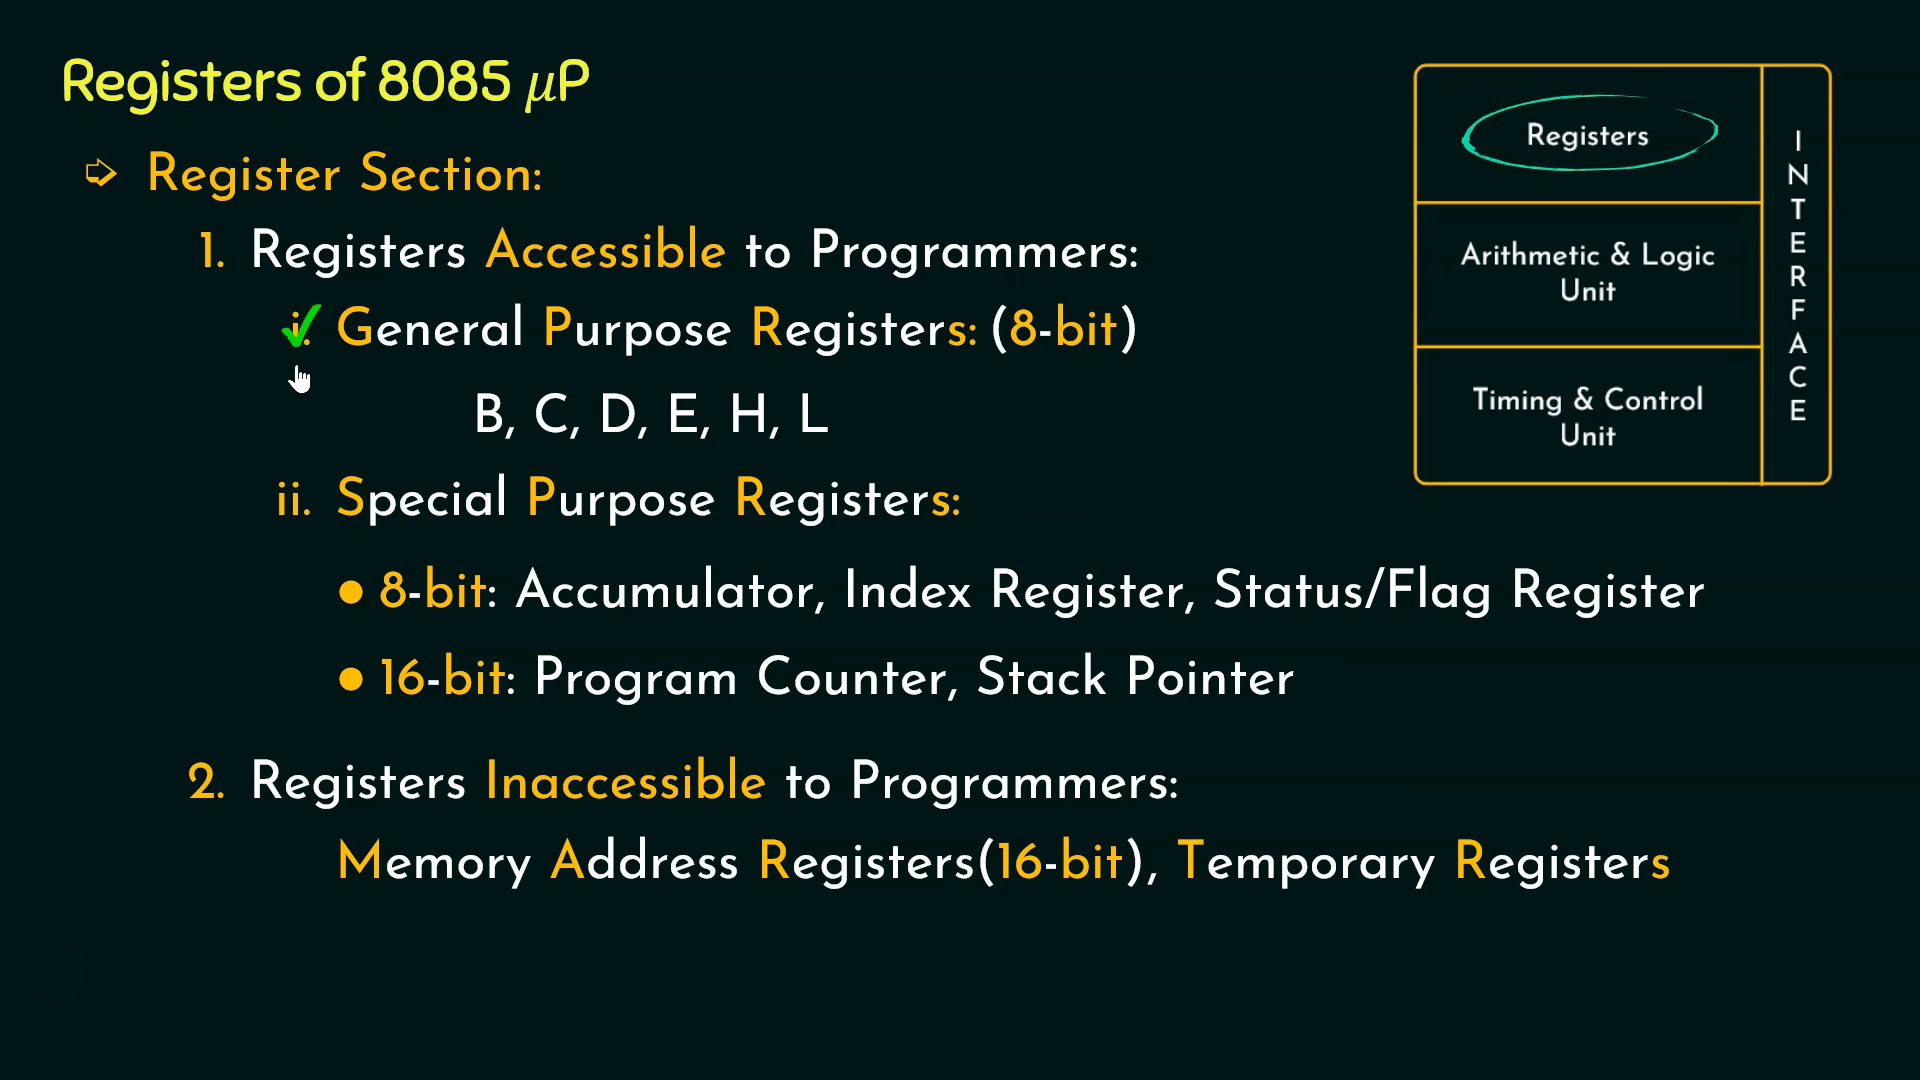 Registers of 8085 μP
➩ Register Section:
1. Registers Accessible to Programmers:
i. General Purpose Registers: (8-bit)
B, C, D, E, H, L
ii. Special Purpose Registers:
● 8-bit: Accumulator, Index Register, Status/Flag Register
● 16-bit: Program Counter, Stack Pointer
2. Registers Inaccessible to Programmers:
Memory Address Registers(16-bit), Temporary Registers
Registers
Arithmetic & Logic
Unit
Timing & Control
Unit
I
N
T
E
R
F
A
C
E